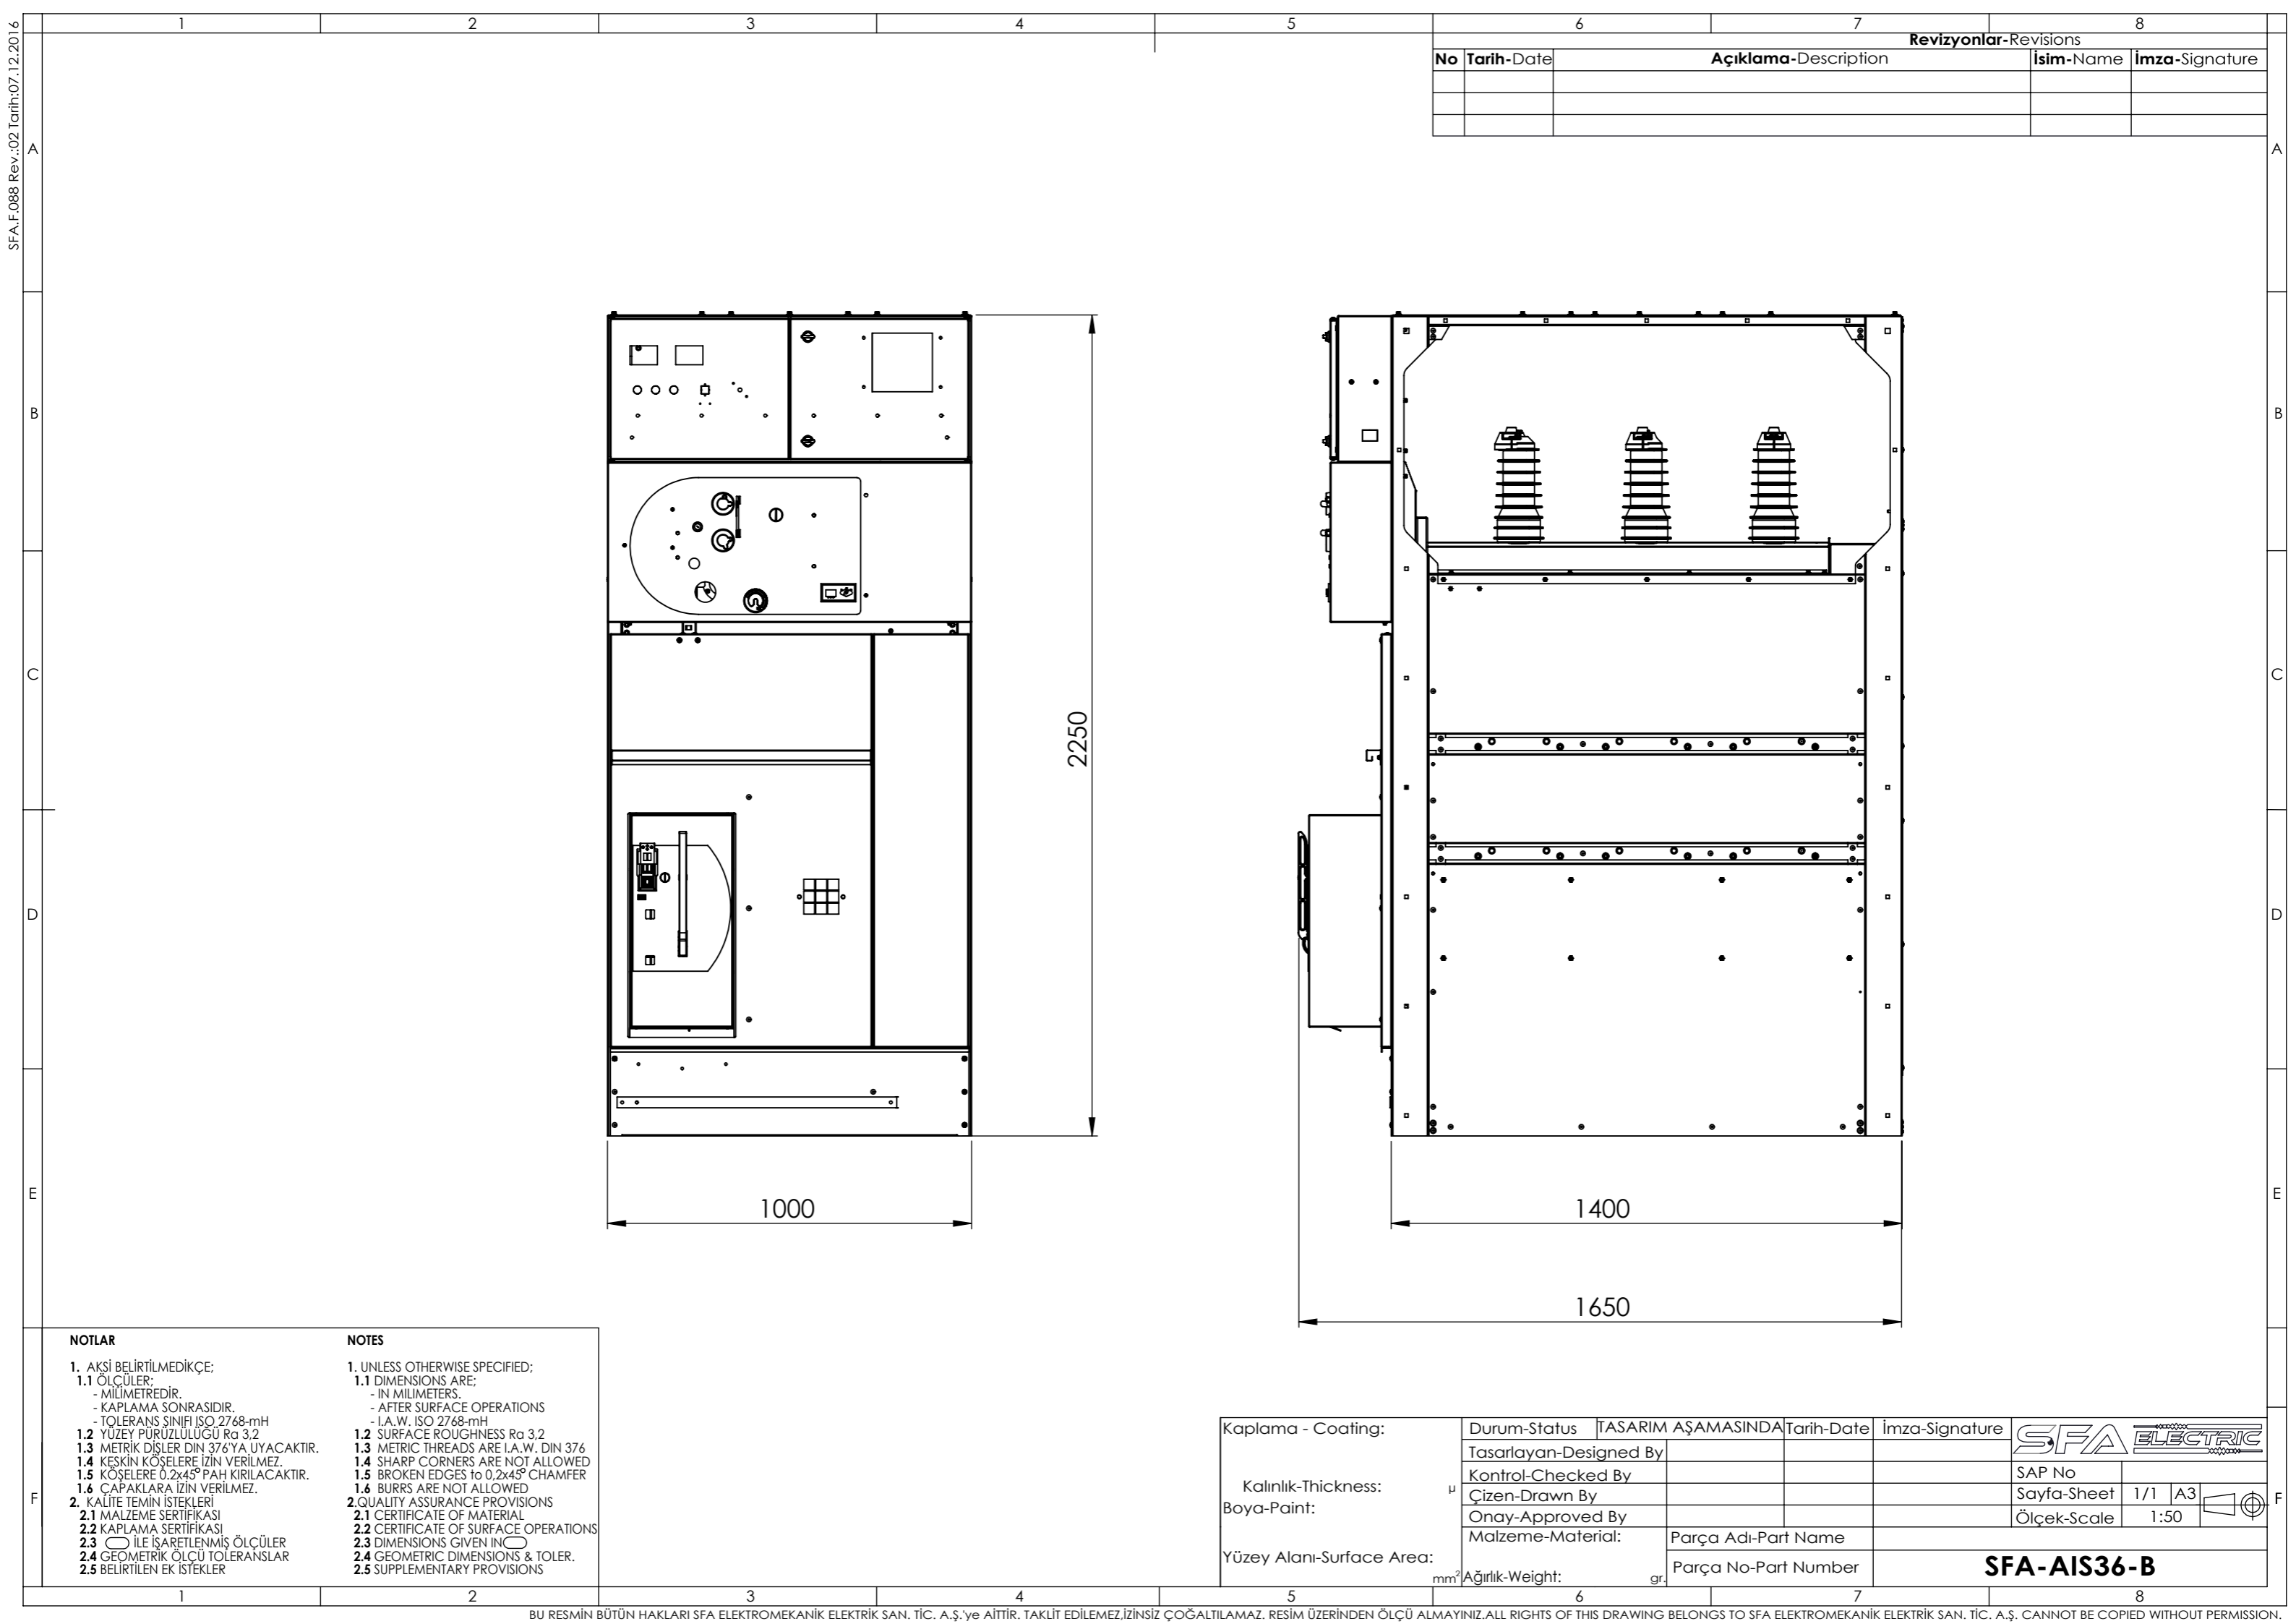 1 2 3 4 5 6 7 8
SFA.F.088 Rev.:02 Tarih:07.12.2016
Revizyonlar-Revisions
No Tarih-Date Açıklama-Description İsim-Name İmza-Signature
A A
B B
C C
D D
E E
F F
2250
1000
1400
1650
NOTLAR
1. AKSİ BELİRTİLMEDİKÇE;
1.1 ÖLÇÜLER;
- MİLİMETREDİR.
- KAPLAMA SONRASIDIR.
- TOLERANS SINIFI ISO 2768-mH
1.2 YÜZEY PÜRÜZLÜLÜĞÜ Ra 3,2
1.3 METRİK DİŞLER DIN 376'YA UYACAKTIR.
1.4 KESKİN KÖŞELERE İZİN VERİLMEZ.
1.5 KÖŞELERE 0.2x45° PAH KIRILACAKTIR.
1.6 ÇAPAKLARA İZİN VERİLMEZ.
2. KALİTE TEMİN İSTEKLERİ
2.1 MALZEME SERTİFİKASI
2.2 KAPLAMA SERTİFİKASI
2.3 İLE İŞARETLENMİŞ ÖLÇÜLER
2.4 GEOMETRİK ÖLÇÜ TOLERANSLAR
2.5 BELİRTİLEN EK İSTEKLER
NOTES
1. UNLESS OTHERWISE SPECIFIED;
1.1 DIMENSIONS ARE;
- IN MILIMETERS.
- AFTER SURFACE OPERATIONS
- I.A.W. ISO 2768-mH
1.2 SURFACE ROUGHNESS Ra 3,2
1.3 METRIC THREADS ARE I.A.W. DIN 376
1.4 SHARP CORNERS ARE NOT ALLOWED
1.5 BROKEN EDGES to 0,2x45° CHAMFER
1.6 BURRS ARE NOT ALLOWED
2.QUALITY ASSURANCE PROVISIONS
2.1 CERTIFICATE OF MATERIAL
2.2 CERTIFICATE OF SURFACE OPERATIONS
2.3 DIMENSIONS GIVEN IN
2.4 GEOMETRIC DIMENSIONS & TOLER.
2.5 SUPPLEMENTARY PROVISIONS
Kaplama - Coating:
Kalınlık-Thickness: µ
Boya-Paint:
Yüzey Alanı-Surface Area:
mm²
Durum-Status TASARIM AŞAMASINDA Tarih-Date İmza-Signature
Tasarlayan-Designed By
Kontrol-Checked By
Çizen-Drawn By
Onay-Approved By
Malzeme-Material:
Ağırlık-Weight: gr.
Parça Adı-Part Name
Parça No-Part Number SFA-AIS36-B
SFA ELECTRIC
SAP No
Sayfa-Sheet 1/1 A3
Ölçek-Scale 1:50
1 2 3 4 5 6 7 8
BU RESMİN BÜTÜN HAKLARI SFA ELEKTROMEKANİK ELEKTRİK SAN. TİC. A.Ş.'ye AİTTİR. TAKLİT EDİLEMEZ,İZİNSİZ ÇOĞALTILAMAZ. RESİM ÜZERİNDEN ÖLÇÜ ALMAYINIZ.ALL RIGHTS OF THIS DRAWING BELONGS TO SFA ELEKTROMEKANİK ELEKTRİK SAN. TİC. A.Ş. CANNOT BE COPIED WITHOUT PERMISSION.